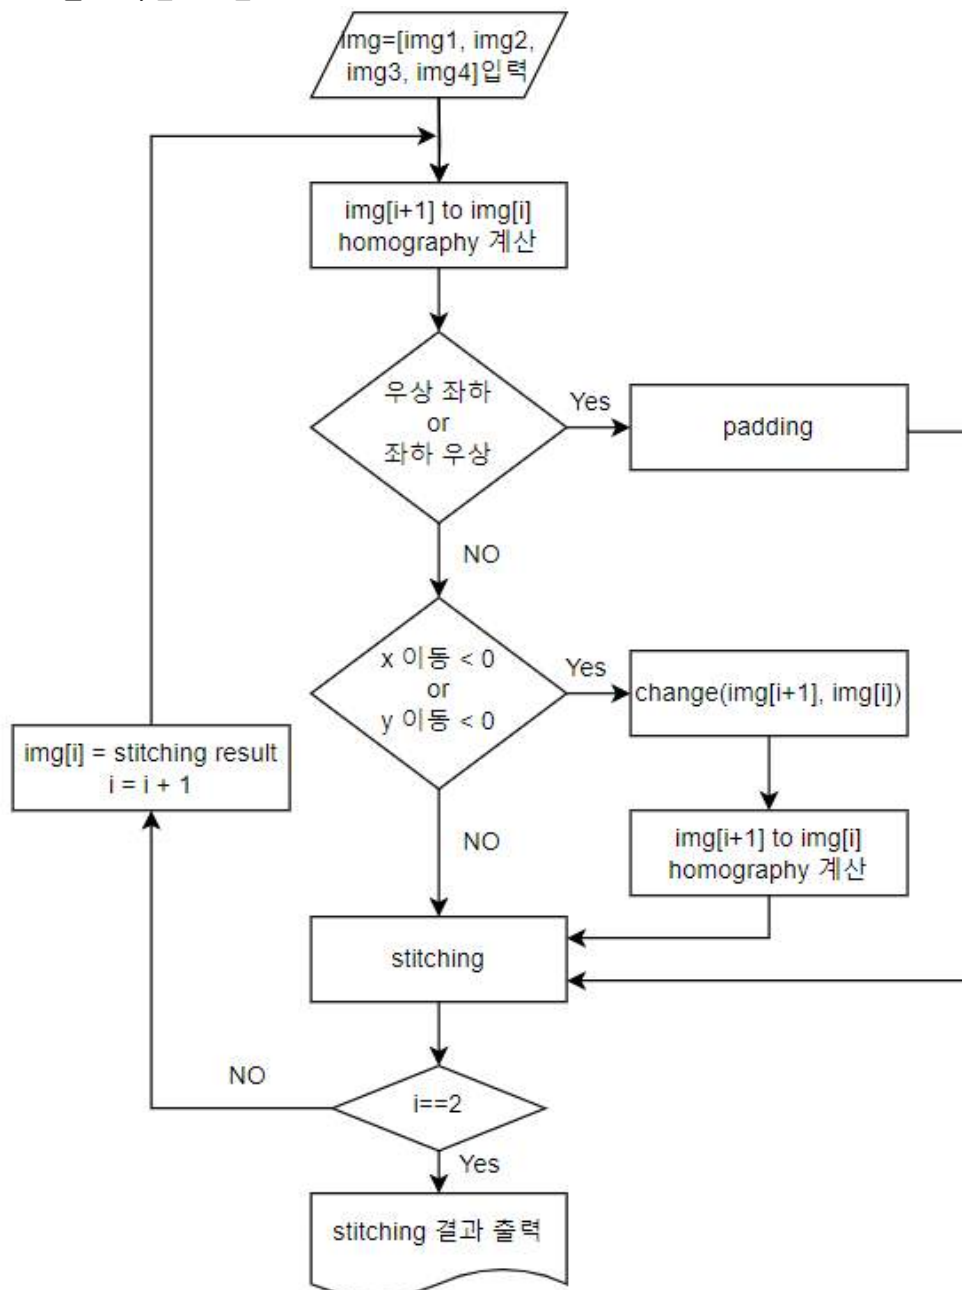 img=[img1, img2,
img3, img4]입력
img[i+1] to img[i]
homography 계산
우상 좌하
or
좌하 우상
Yes
padding
NO
x 이동 < 0
or
y 이동 < 0
Yes
change(img[i+1], img[i])
img[i] = stitching result
i = i + 1
NO
img[i+1] to img[i]
homography 계산
stitching
NO
i==2
Yes
stitching 결과 출력